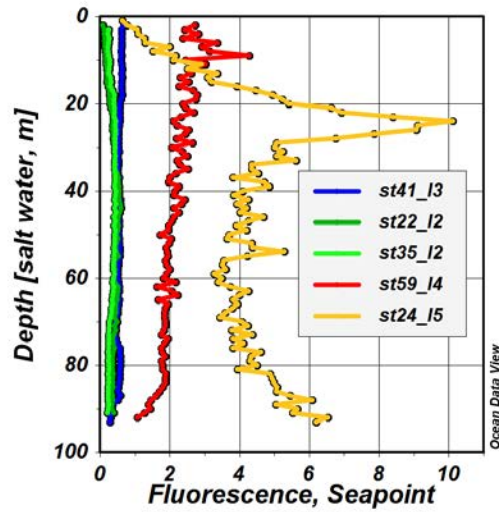 0
20
40
60
80
100
Depth [salt water, m]
0 2 4 6 8 10
Fluorescence, Seapoint
st41_l3
st22_l2
st35_l2
st59_l4
st24_l5
Ocean Data View